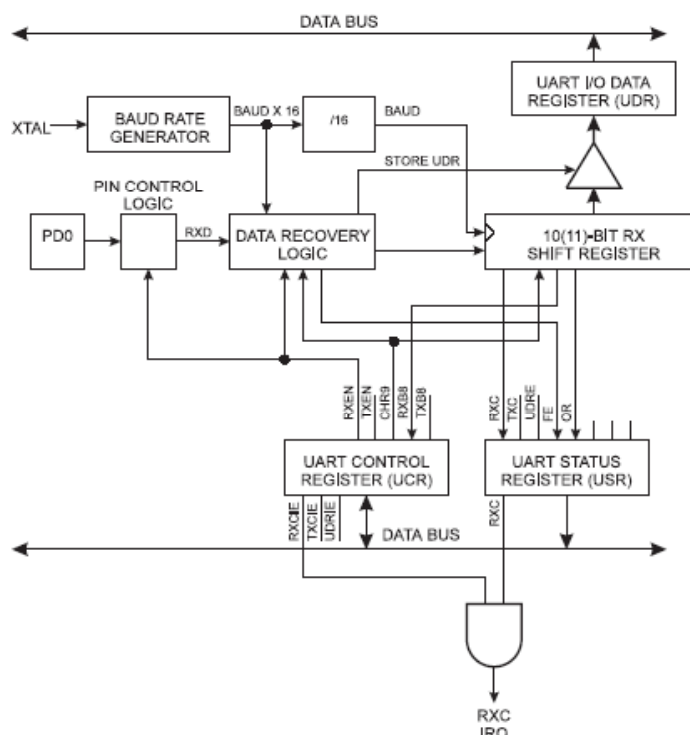 DATA BUS
UART I/O DATA
REGISTER (UDR)
XTAL
BAUD RATE
GENERATOR
BAUD X 16
/16
BAUD
STORE UDR
PIN CONTROL
LOGIC
PD0
RXD
DATA RECOVERY
LOGIC
10(11)-BIT RX
SHIFT REGISTER
RXEN
TXEN
CHR9
RXB8
TXB8
RXC
TXC
UDRE
FE
OR
UART CONTROL
REGISTER (UCR)
UART STATUS
REGISTER (USR)
RXCIE
TXCIE
UDRIE
RXC
DATA BUS
RXC
IRQ